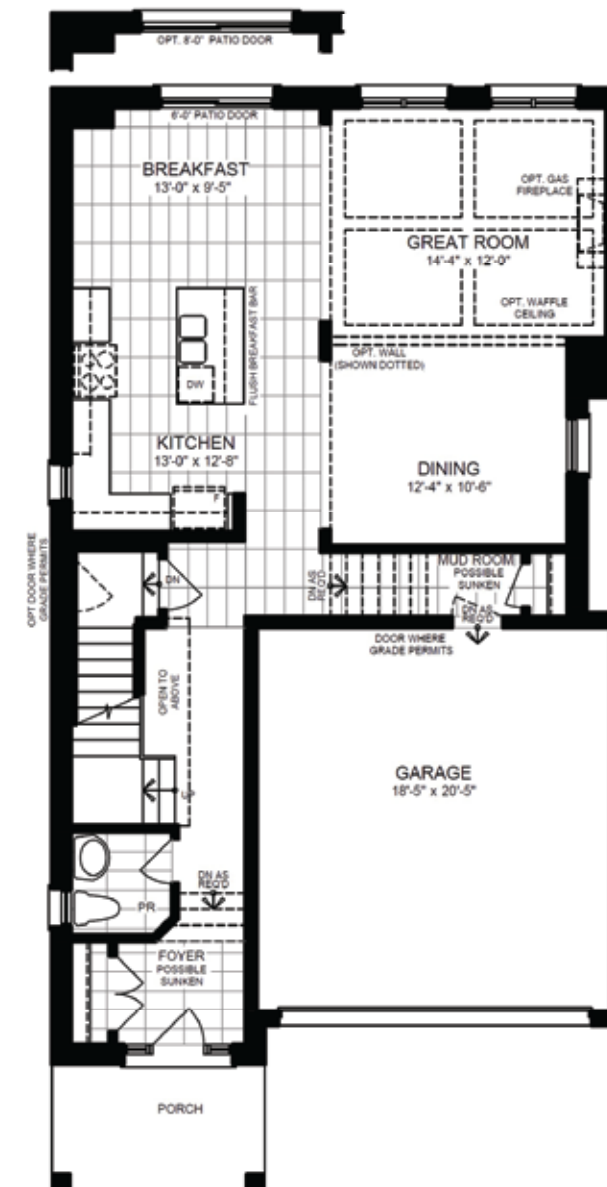 OPT. 8'-0" PATIO DOOR
6'-0" PATIO DOOR
BREAKFAST
13'-0" x 9'-5"
OPT. GAS
FIREPLACE
GREAT ROOM
14'-4" x 12'-0"
OPT. WAFFLE
CEILING
FLUSH BREAKFAST BAR
DW
OPT. WALL
(SHOWN DOTTED)
KITCHEN
13'-0" x 12'-8"
F
DINING
12'-4" x 10'-6"
OPT DOOR WHERE
GRADE PERMITS
DN
DN AS
REQ'D
MUD ROOM
POSSIBLE
SUNKEN
DN AS
REQ'D
DOOR WHERE
GRADE PERMITS
OPEN TO
ABOVE
GARAGE
18'-5" x 20'-5"
DN AS
REQ'D
PR
FOYER
POSSIBLE
SUNKEN
PORCH